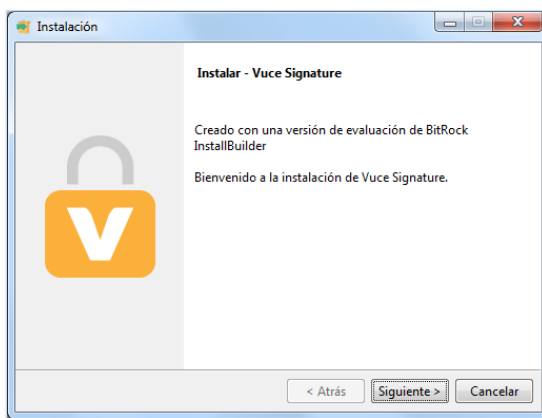 Instalación
Instalar - Vuce Signature
Creado con una versión de evaluación de BitRock
InstallBuilder
Bienvenido a la instalación de Vuce Signature.
V
< Atrás
Siguiente >
Cancelar